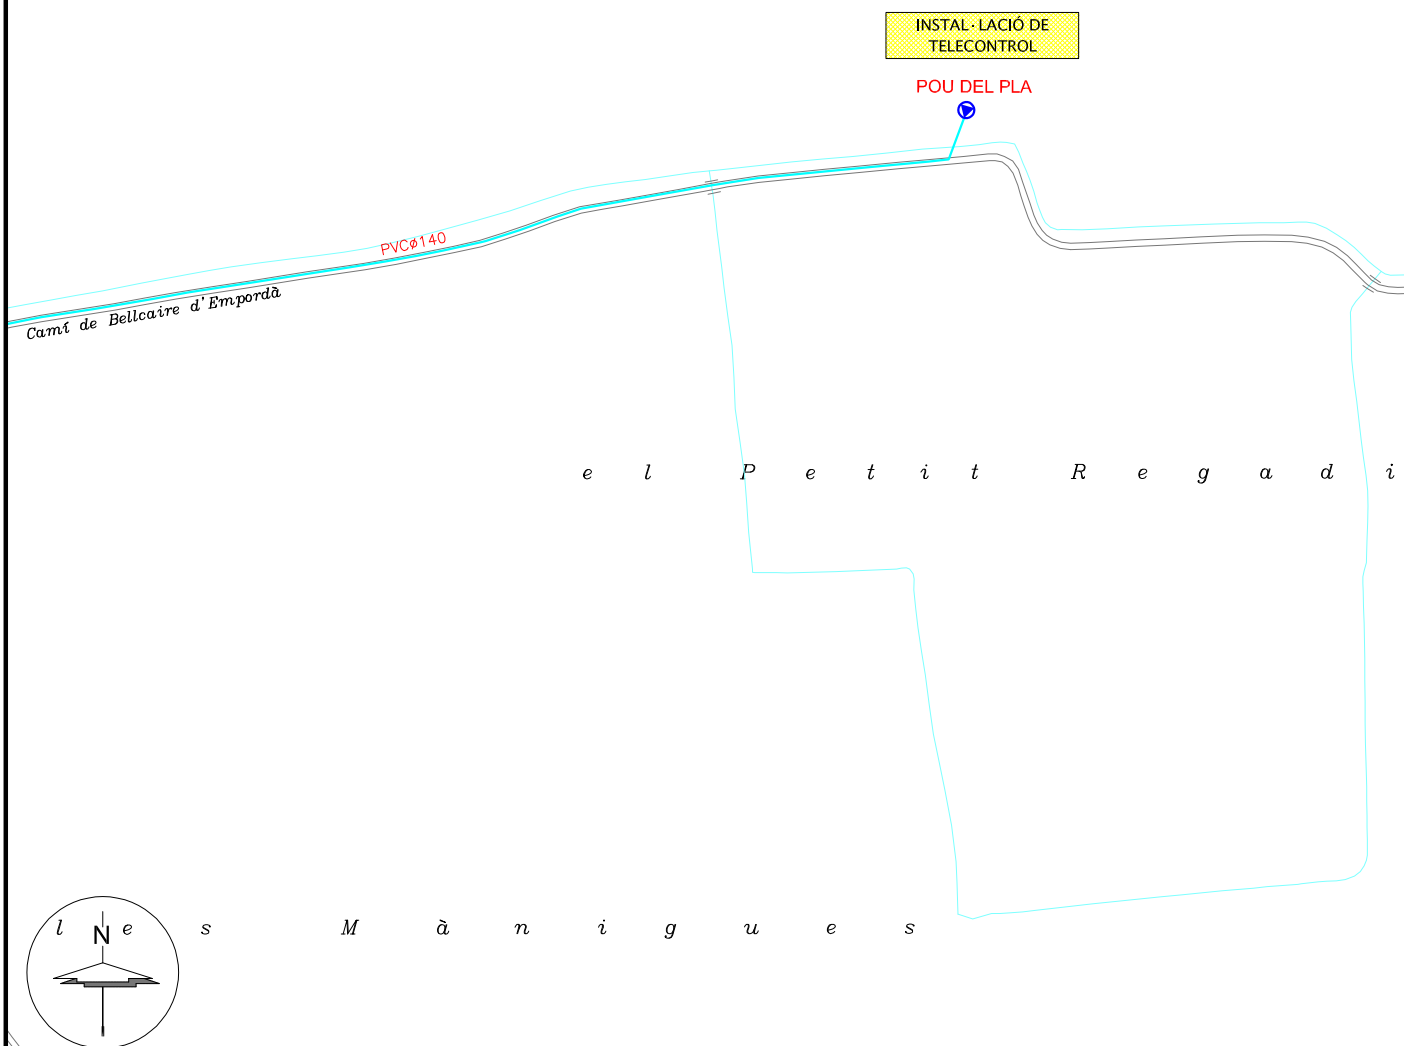 INSTAL·LACIÓ DE
TELECONTROL
POU DEL PLA
PVCø140
Camí de Bellcaire d'Empordà
el Petit Regadi
les Mànigues
N